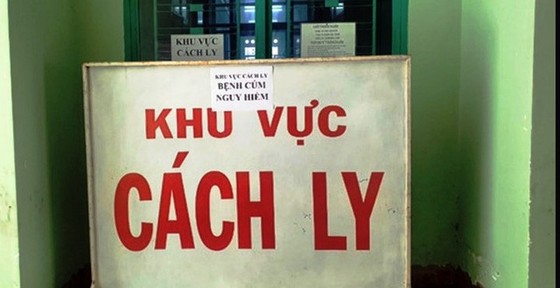 KHU VỰC
CÁCH LY
KHU VỰC CÁCH LY
BỆNH CÚM
NGUY HIỂM
KHU VỰC
CÁCH LY